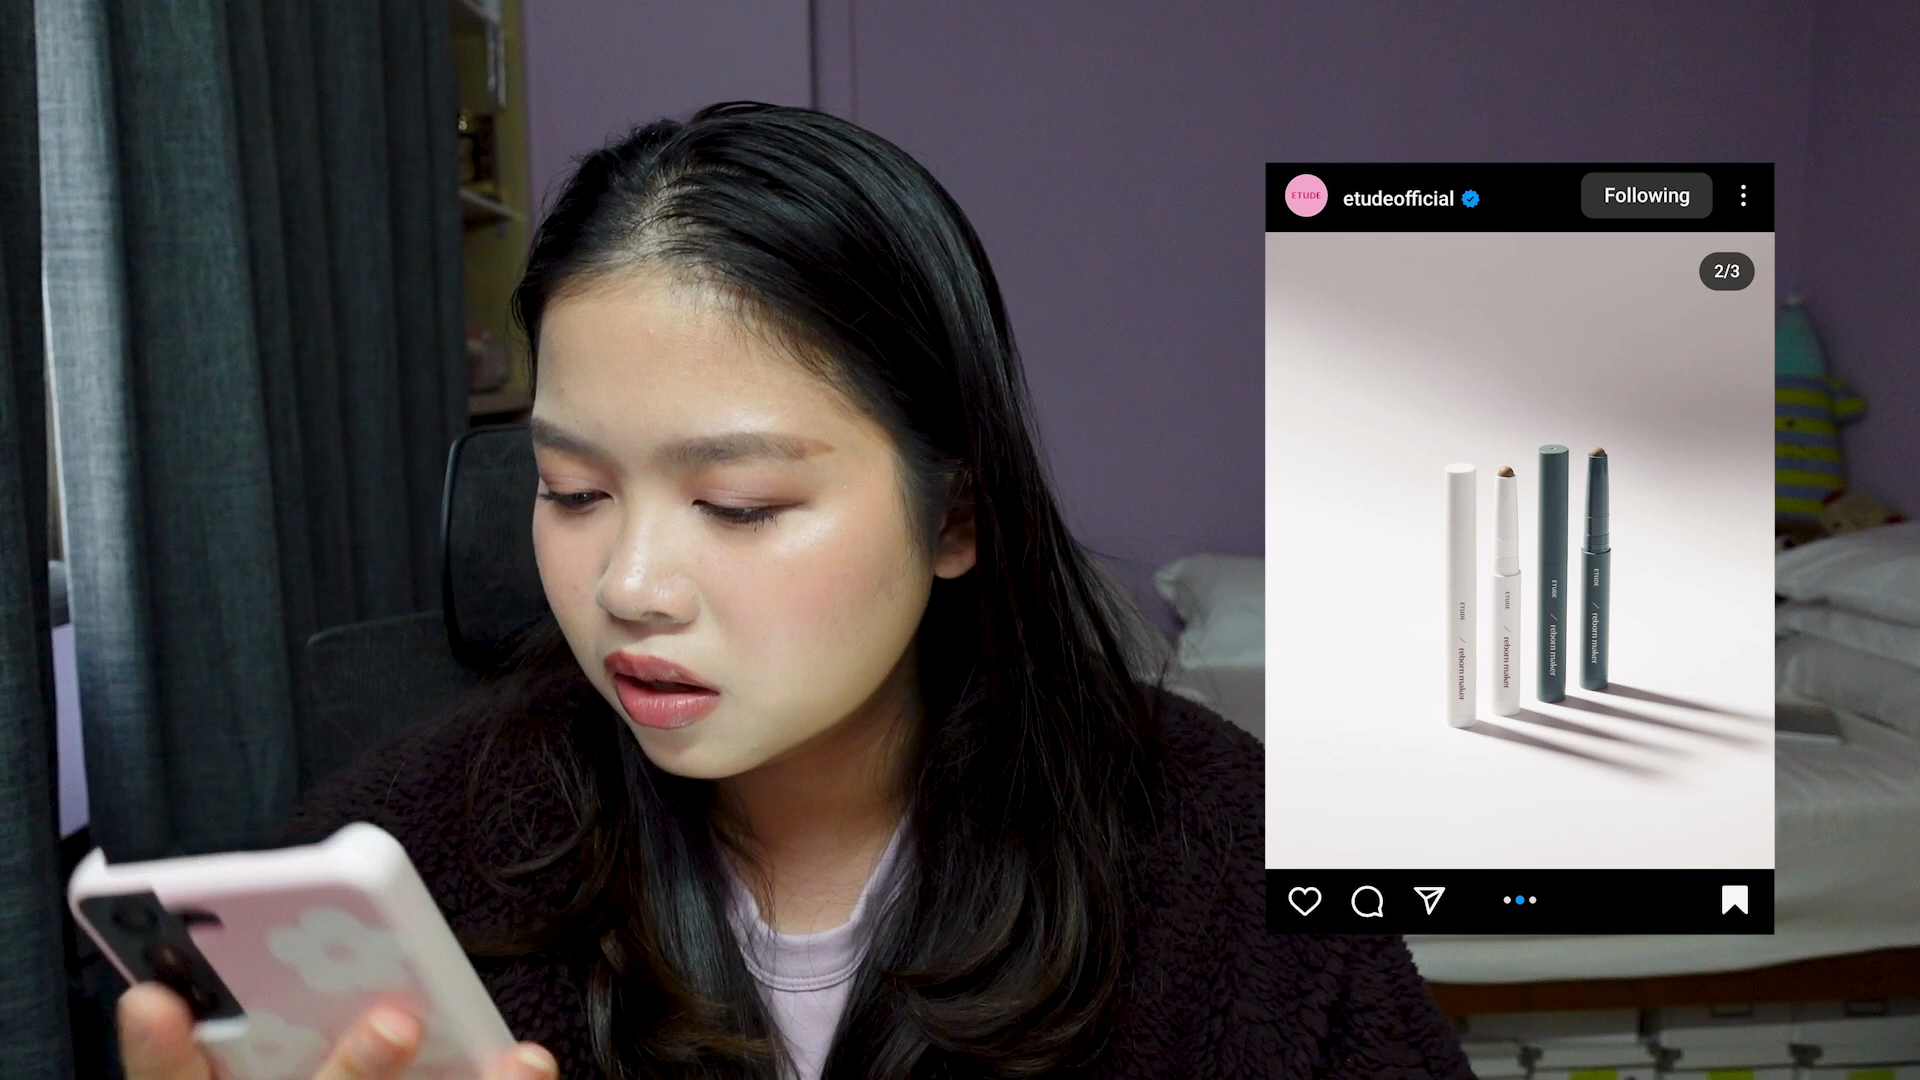 ETUDE
etudeofficial
Following
2/3
ETUDE / reborn maker
ETUDE / reborn maker
ETUDE / reborn maker
ETUDE / reborn maker